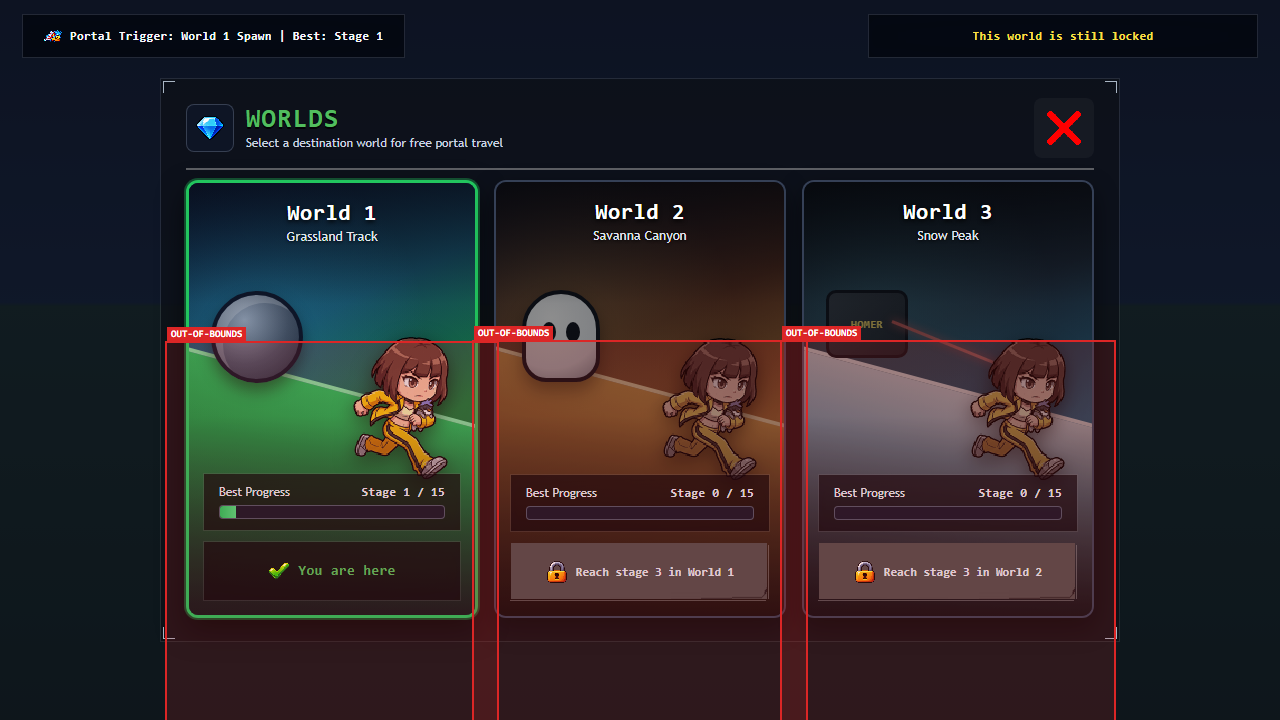 Portal Trigger: World 1 Spawn | Best: Stage 1
This world is still locked
WORLDS
Select a destination world for free portal travel
World 1
Grassland Track
World 2
Savanna Canyon
World 3
Snow Peak
HOMER
OUT-OF-BOUNDS
OUT-OF-BOUNDS
OUT-OF-BOUNDS
Best Progress
Stage 1 / 15
Best Progress
Stage 0 / 15
Best Progress
Stage 0 / 15
You are here
Reach stage 3 in World 1
Reach stage 3 in World 2